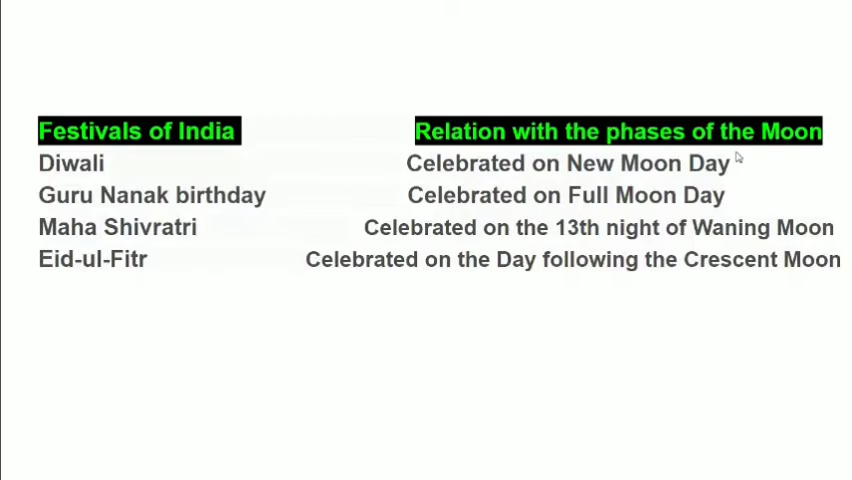 Festivals of India Relation with the phases of the Moon
Diwali Celebrated on New Moon Day
Guru Nanak birthday Celebrated on Full Moon Day
Maha Shivratri Celebrated on the 13th night of Waning Moon
Eid-ul-Fitr Celebrated on the Day following the Crescent Moon